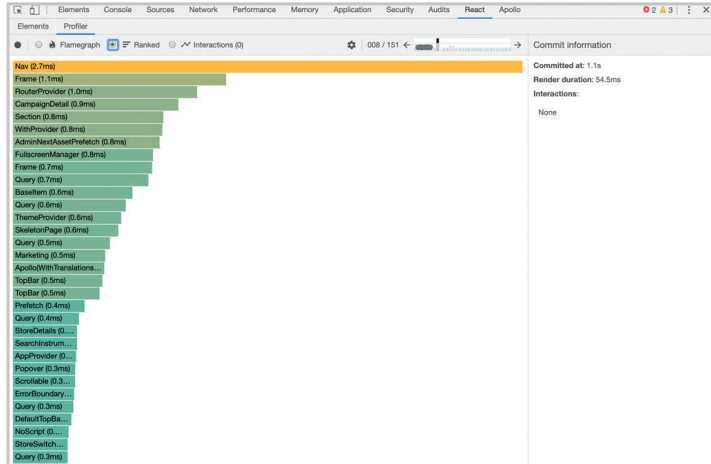 Elements Console Sources Network Performance Memory Application Security Audits React Apollo 2 3
Elements Profiler
Flamegraph Ranked Interactions (0) 008 / 151 Commit information
Nav (2.7ms)
Committed at: 1.1s
Frame (1.1ms)
Render duration: 54.5ms
RouterProvider (1.0ms)
Interactions:
CampaignDetail (0.9ms)
None
Section (0.8ms)
WithProvider (0.8ms)
AdminNextAssetPrefetch (0.8ms)
FullscreenManager (0.8ms)
Frame (0.7ms)
Query (0.7ms)
BaseItem (0.6ms)
Query (0.6ms)
ThemeProvider (0.6ms)
SkeletonPage (0.6ms)
Query (0.5ms)
Marketing (0.5ms)
Apollo(WithTranslations...
TopBar (0.5ms)
TopBar (0.5ms)
Prefetch (0.4ms)
Query (0.4ms)
StoreDetails (0....
SearchInstrum...
AppProvider (0...
Popover (0.3ms)
Scrollable (0.3...
ErrorBoundary...
Query (0.3ms)
DefaultTopBa...
NoScript (0....
StoreSwitch...
Query (0.3ms)